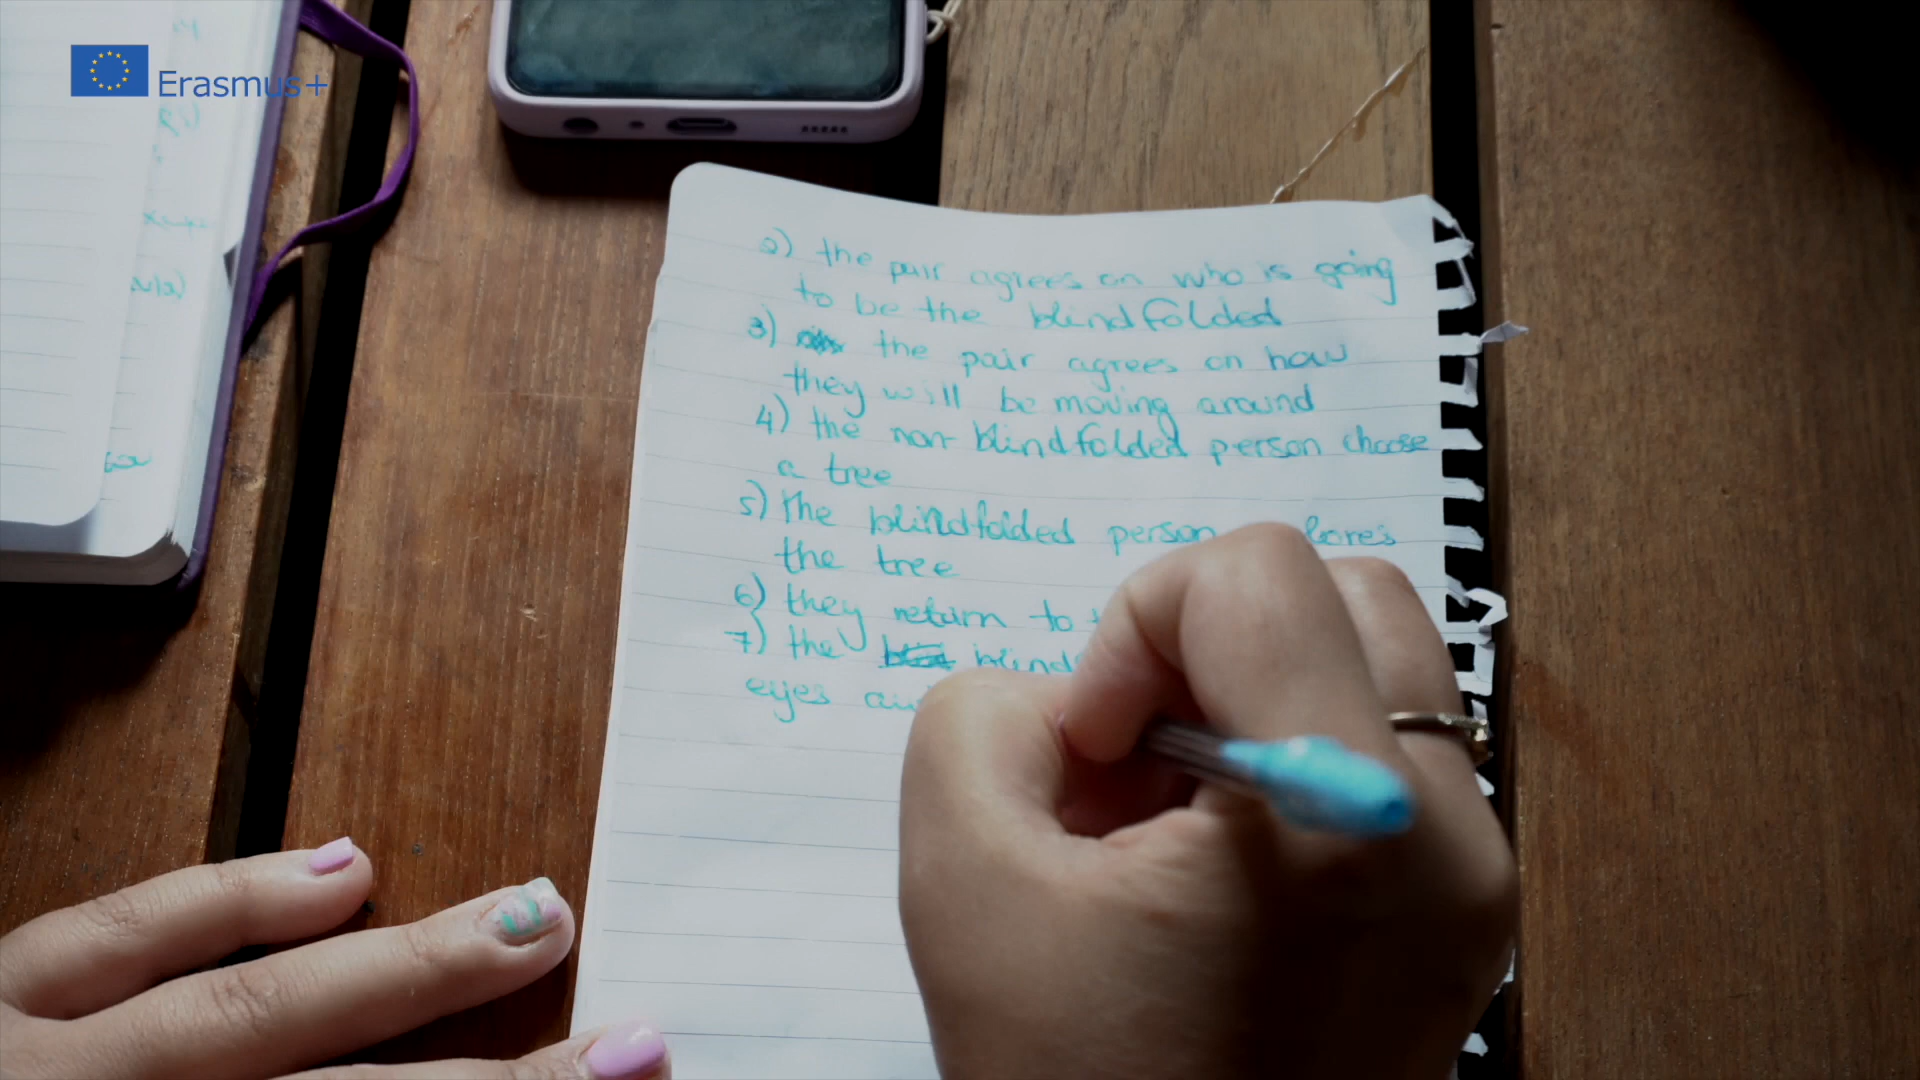 Erasmus+
2) the pair agrees on who is going
to be the blindfolded
3) the pair agrees on how
they will be moving around
4) the non-blindfolded person choose
a tree
5) the blindfolded person
the tree
6) they return to
7) the
eyes